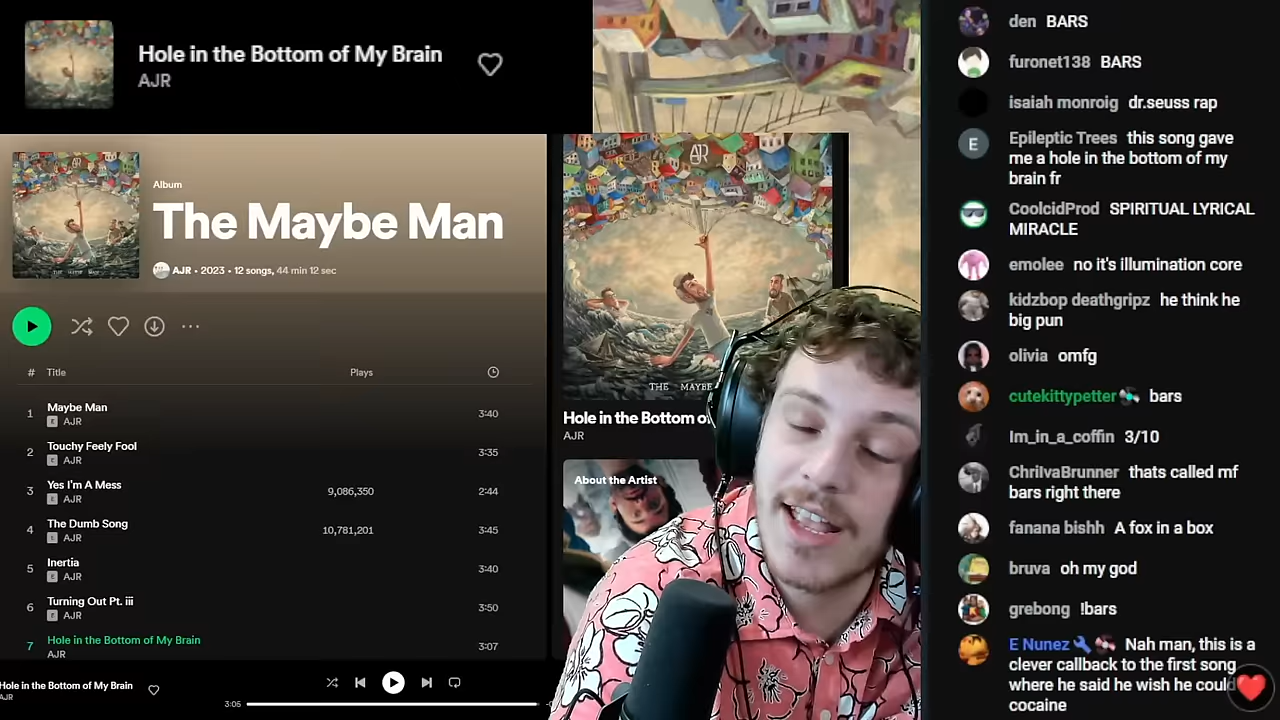 Hole in the Bottom of My Brain
AJR
Album
The Maybe Man
AJR • 2023 • 12 songs, 44 min 12 sec
# Title Plays
1 Maybe Man 3:40
E AJR
2 Touchy Feely Fool 3:35
E AJR
3 Yes I'm A Mess 9,086,350 2:44
E AJR
4 The Dumb Song 10,781,201 3:45
E AJR
5 Inertia 3:40
E AJR
6 Turning Out Pt. iii 3:50
E AJR
7 Hole in the Bottom of My Brain 3:07
AJR
Hole in the Bottom of My Brain
AJR
3:05
AJR
THE MAYBE
Hole in the Bottom o
AJR
About the Artist
den BARS
furonet138 BARS
isaiah monroig dr.seuss rap
E Epileptic Trees this song gave
me a hole in the bottom of my
brain fr
CoolcidProd SPIRITUAL LYRICAL
MIRACLE
emolee no it's illumination core
kidzbop deathgripz he think he
big pun
olivia omfg
cutekittypetter bars
Im_in_a_coffin 3/10
ChrilvaBrunner thats called mf
bars right there
fanana bishh A fox in a box
bruva oh my god
grebong !bars
E Nunez Nah man, this is a
clever callback to the first song
where he said he wish he coul
cocaine